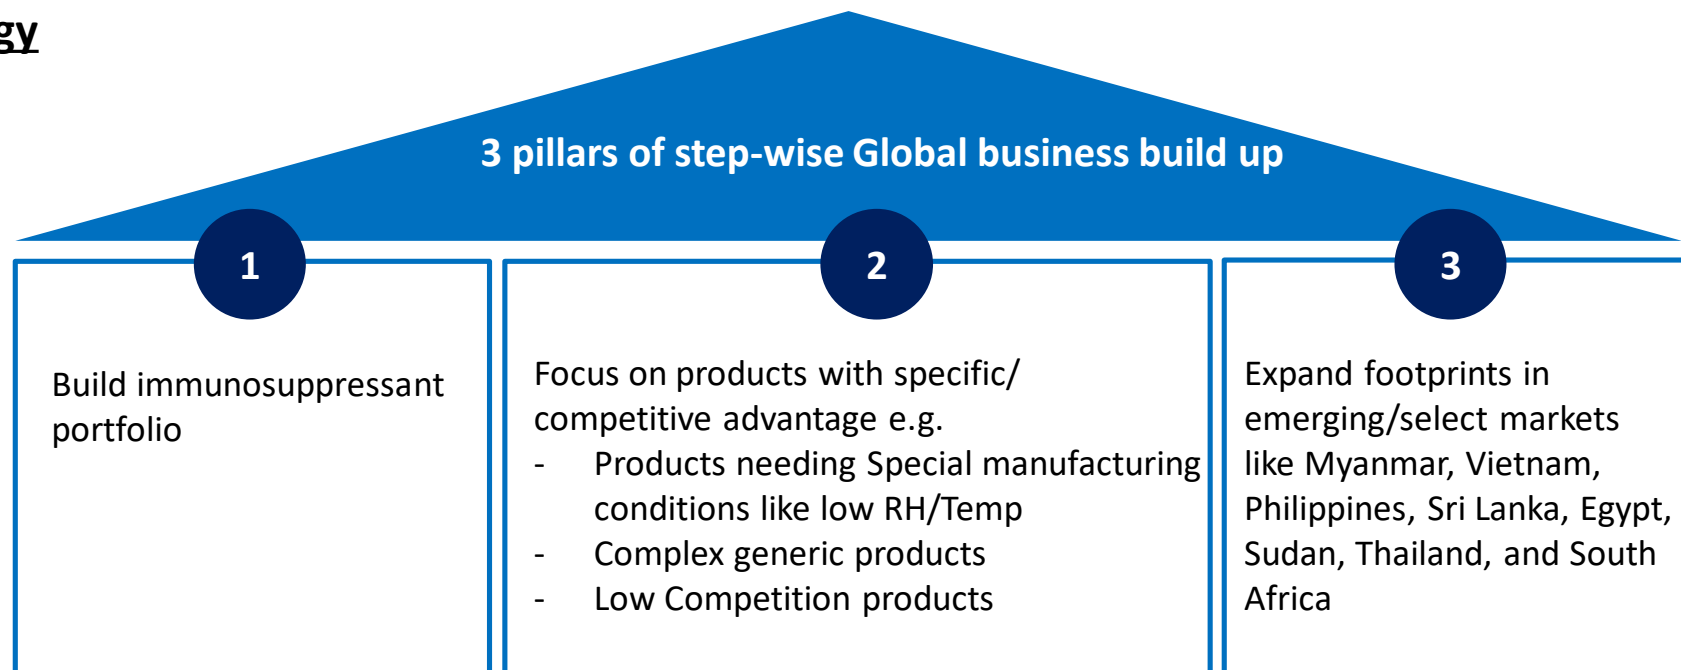 gy
3 pillars of step-wise Global business build up
1
2
3
Build immunosuppressant
portfolio
Focus on products with specific/
competitive advantage e.g.
- Products needing Special manufacturing
conditions like low RH/Temp
- Complex generic products
- Low Competition products
Expand footprints in
emerging/select markets
like Myanmar, Vietnam,
Philippines, Sri Lanka, Egypt,
Sudan, Thailand, and South
Africa